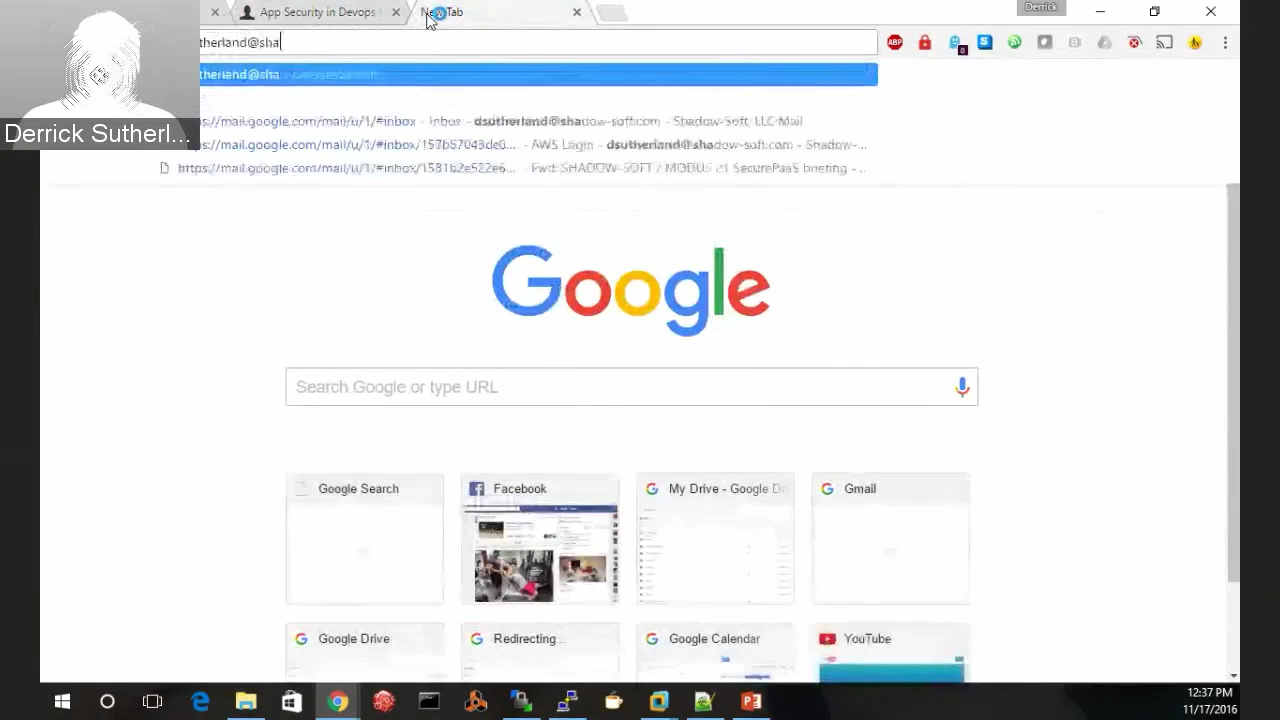 App Security in Devops
New Tab
Derrick
therland@sha
therland@sha
Derrick Sutherl...
s://mail.google.com/mail/u/1/#inbox - Inbox - dsutherland@shadow-soft.com - Shadow-Soft, LLC Mail
s://mail.google.com/mail/u/1/#inbox/157b57043dc0... - AWS Login - dsutherland@shadow-soft.com - Shadow-...
https://mail.google.com/mail/u/1/#inbox/1581b2e522e6... - Fwd: SHADOW-SOFT / MODUS 21 SecurePaaS briefing - ...
Google
Search Google or type URL
Google Search
Facebook
My Drive - Google Dr
Gmail
Google Drive
Redirecting...
Google Calendar
YouTube
12:37 PM
11/17/2016